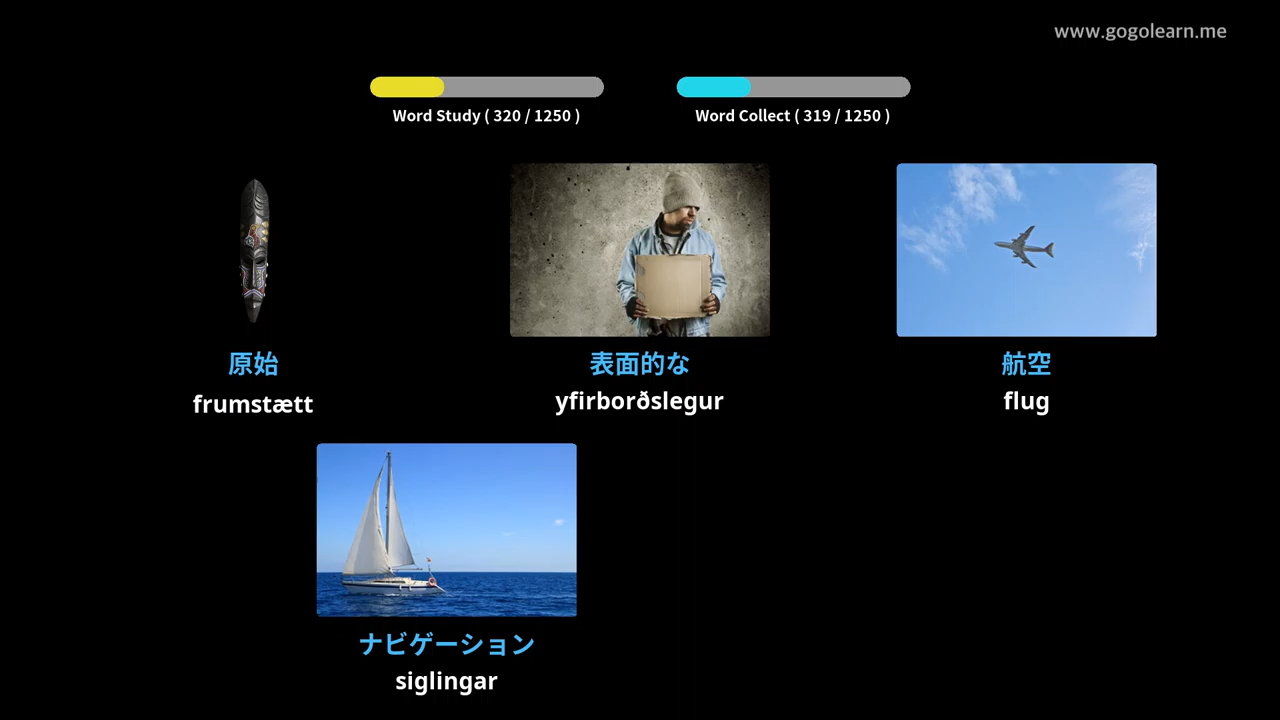 www.gogolearn.me
Word Study ( 320 / 1250 )
Word Collect ( 319 / 1250 )
原始
frumstætt
表面的な
yfirborðslegur
航空
flug
ナビゲーション
siglingar